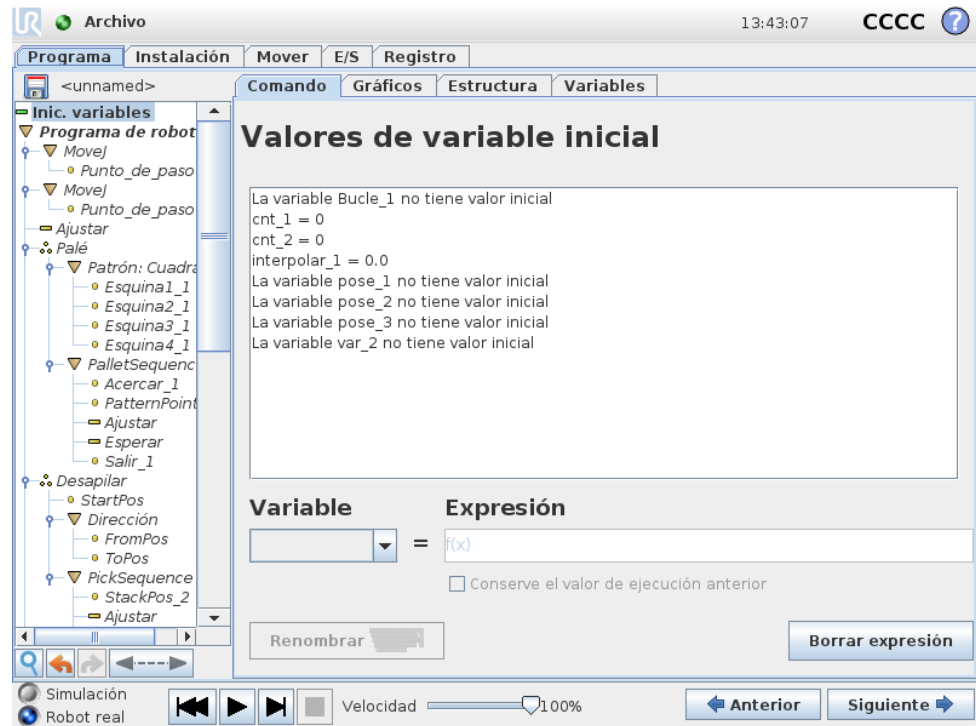 UR Archivo 13:43:07 CCCC ?
Programa Instalación Mover E/S Registro
<unnamed>
Comando Gráficos Estructura Variables
Inic. variables
Programa de robot
MoveJ
Punto_de_paso
MoveJ
Punto_de_paso
Ajustar
Palé
Patrón: Cuadra
Esquina1_1
Esquina2_1
Esquina3_1
Esquina4_1
PalletSequenc
Acercar_1
PatternPoint
Ajustar
Esperar
Salir_1
Desapilar
StartPos
Dirección
FromPos
ToPos
PickSequence
StackPos_2
Ajustar
Valores de variable inicial
La variable Bucle_1 no tiene valor inicial
cnt_1 = 0
cnt_2 = 0
interpolar_1 = 0.0
La variable pose_1 no tiene valor inicial
La variable pose_2 no tiene valor inicial
La variable pose_3 no tiene valor inicial
La variable var_2 no tiene valor inicial
Variable Expresión
= f(x)
Conserve el valor de ejecución anterior
Renombrar Borrar expresión
Simulación
Robot real
Velocidad 100%
Anterior Siguiente